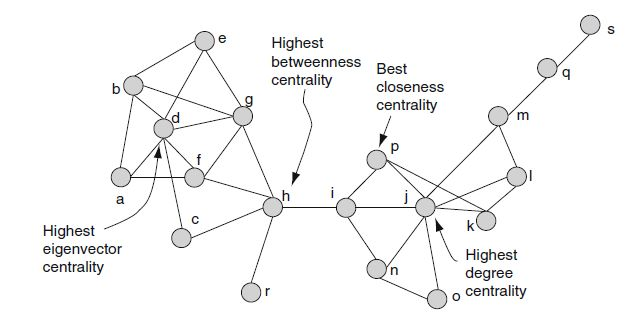 s
e
Highest
betweenness
centrality
Best
closeness
centrality
q
b
g
d
m
p
f
l
a
h
i
j
c
k
Highest
eigenvector
centrality
Highest
degree
centrality
n
r
o